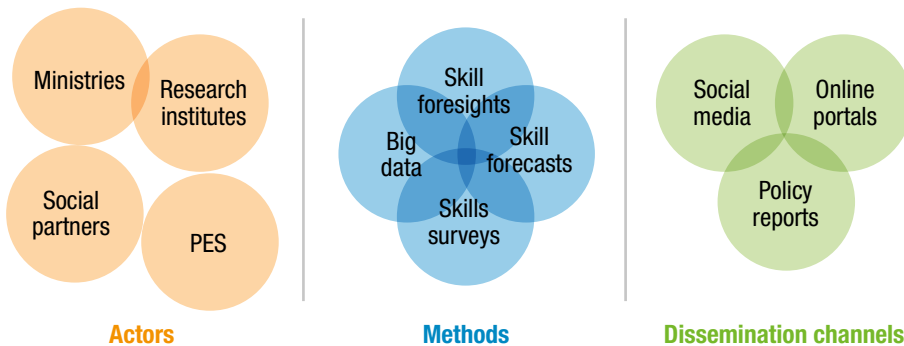 Ministries
Research
institutes
Social
partners
PES
Actors
Skill
foresights
Big
data
Skill
forecasts
Skills
surveys
Methods
Social
media
Online
portals
Policy
reports
Dissemination channels